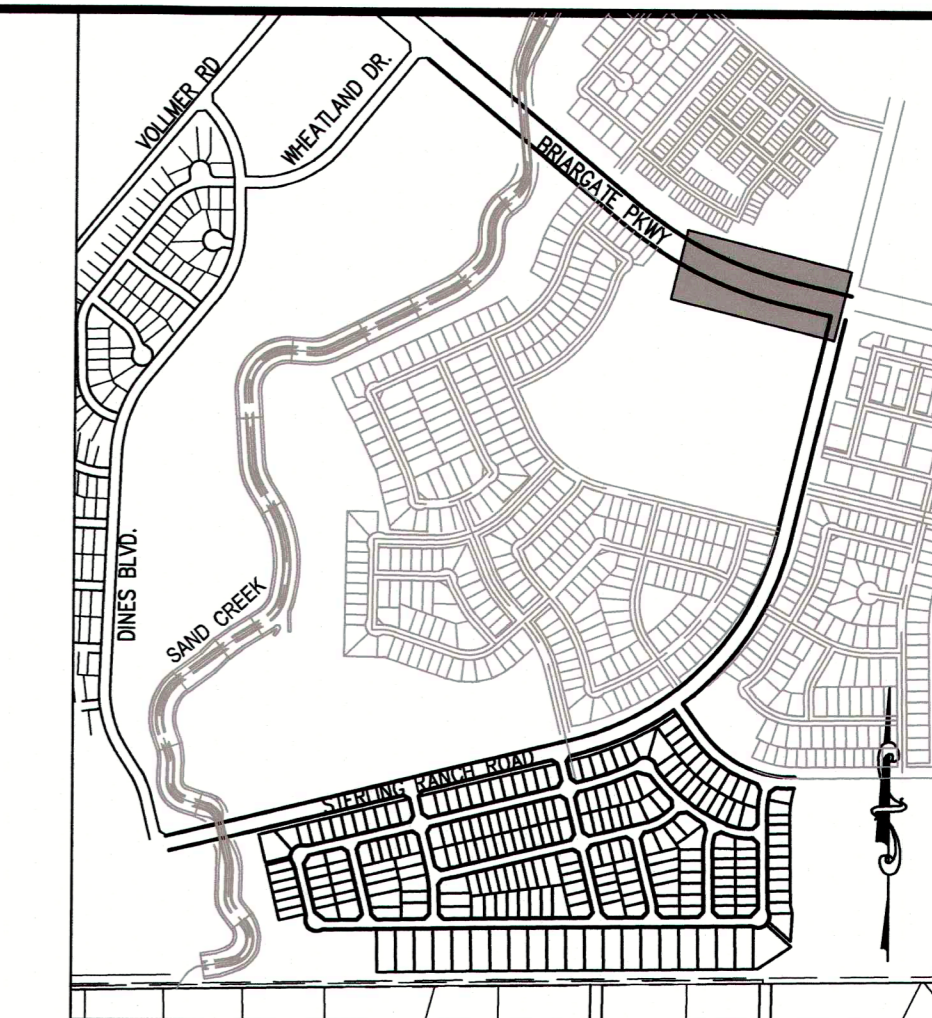 VOLLMER RD
WHEATLAND DR.
BRIARGATE PKWY
DINES BLVD.
SAND CREEK
STERLING RANCH ROAD